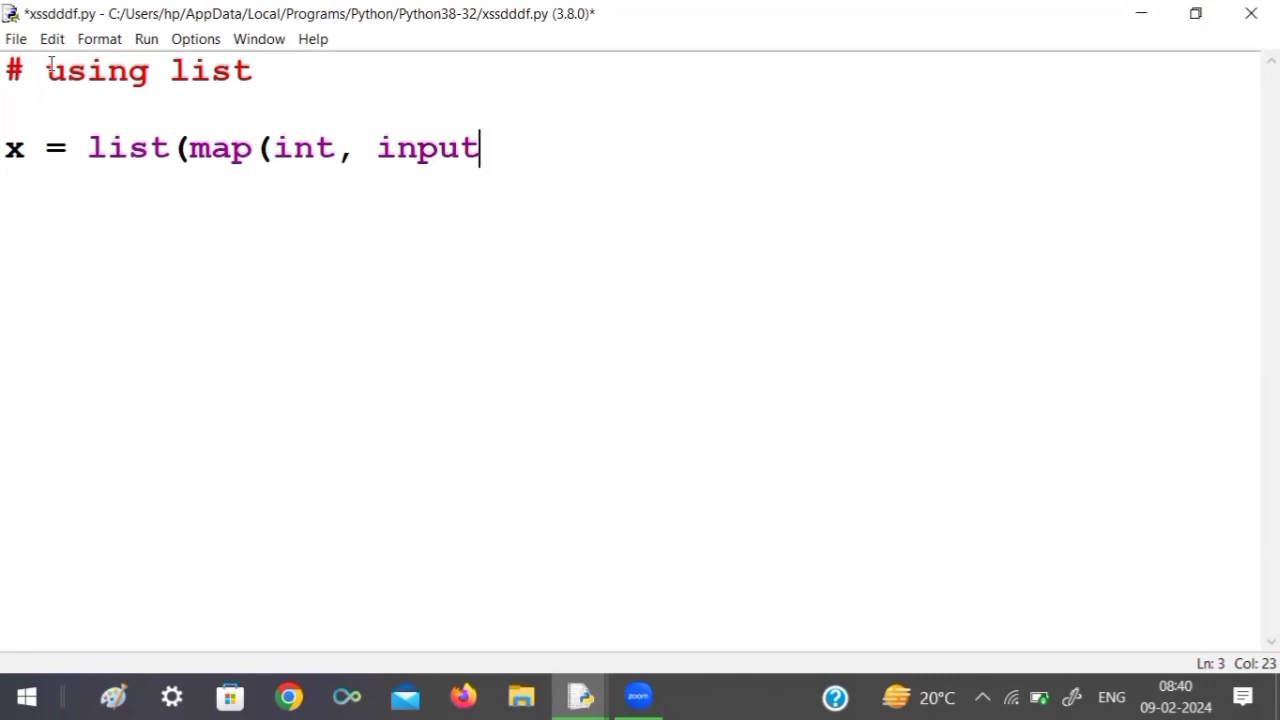 *xssdddf.py - C:/Users/hp/AppData/Local/Programs/Python/Python38-32/xssdddf.py (3.8.0)*
File Edit Format Run Options Window Help
# using list
x = list(map(int, input
Ln: 3 Col: 23
zoom
20°C ENG
08:40
09-02-2024